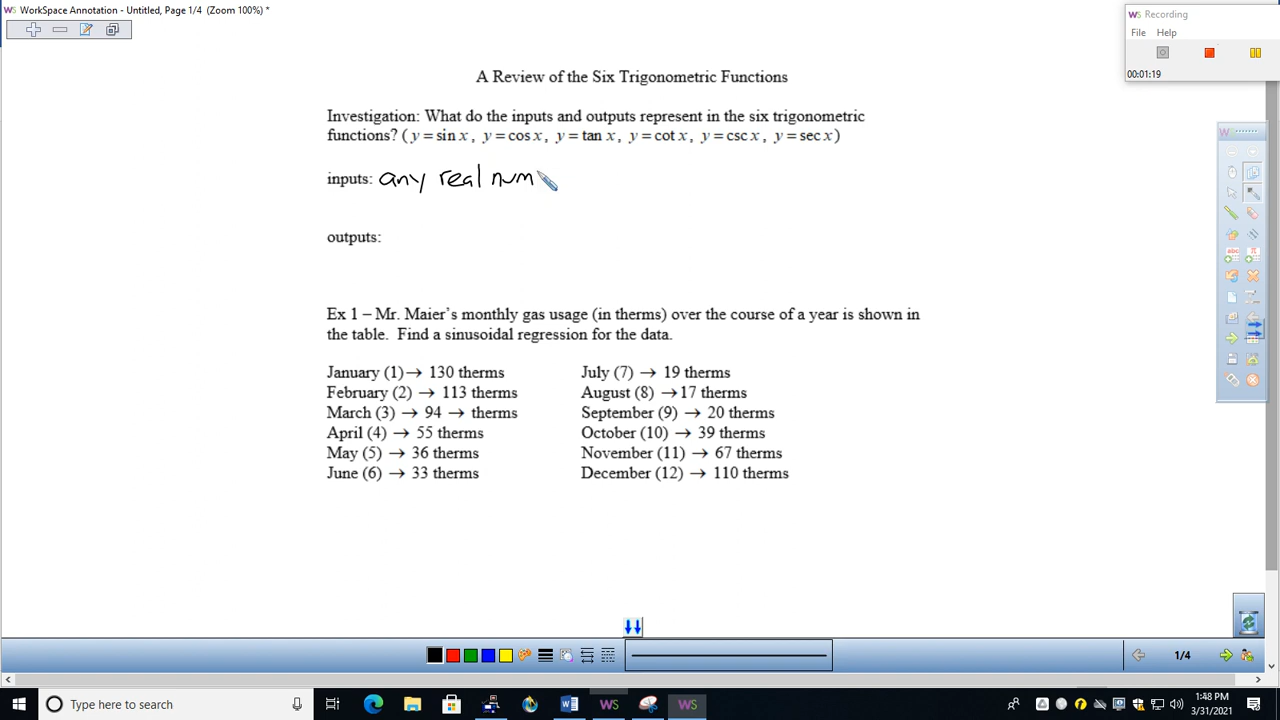 WorkSpace Annotation - Untitled, Page 1/4 (Zoom 100%) *
Recording
File Help
00:01:19
A Review of the Six Trigonometric Functions
Investigation: What do the inputs and outputs represent in the six trigonometric
functions? ( y = sin x , y = cos x , y = tan x , y = cot x , y = csc x , y = sec x )
inputs: any real num
outputs:
Ex 1 – Mr. Maier's monthly gas usage (in therms) over the course of a year is shown in
the table. Find a sinusoidal regression for the data.
January (1)→ 130 therms
February (2) → 113 therms
March (3) → 94 → therms
April (4) → 55 therms
May (5) → 36 therms
June (6) → 33 therms
July (7) → 19 therms
August (8) →17 therms
September (9) → 20 therms
October (10) → 39 therms
November (11) → 67 therms
December (12) → 110 therms
1/4
Type here to search
1:48 PM
3/31/2021